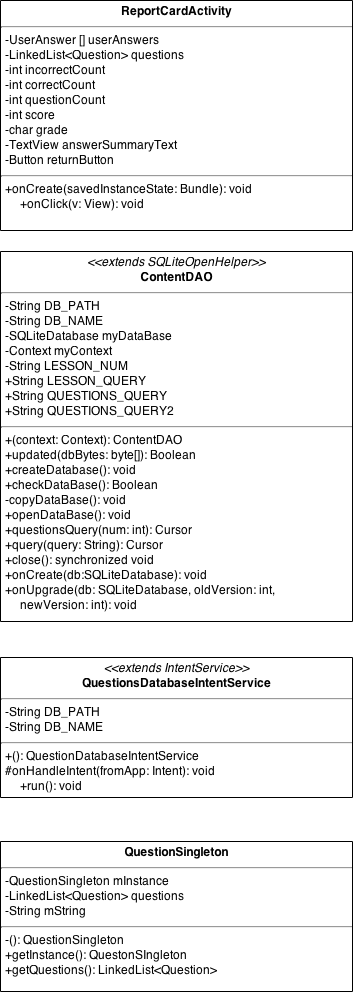 ReportCardActivity
-UserAnswer [] userAnswers
-LinkedList<Question> questions
-int incorrectCount
-int correctCount
-int questionCount
-int score
-char grade
-TextView answerSummaryText
-Button returnButton
+onCreate(savedInstanceState: Bundle): void
+onClick(v: View): void
<<extends SQLiteOpenHelper>>
ContentDAO
-String DB_PATH
-String DB_NAME
-SQLiteDatabase myDataBase
-Context myContext
-String LESSON_NUM
+String LESSON_QUERY
+String QUESTIONS_QUERY
+String QUESTIONS_QUERY2
+(context: Context): ContentDAO
+updated(dbBytes: byte[]): Boolean
+createDatabase(): void
+checkDataBase(): Boolean
-copyDataBase(): void
+openDataBase(): void
+questionsQuery(num: int): Cursor
+query(query: String): Cursor
+close(): synchronized void
+onCreate(db:SQLiteDatabase): void
+onUpgrade(db: SQLiteDatabase, oldVersion: int,
newVersion: int): void
<<extends IntentService>>
QuestionsDatabaseIntentService
-String DB_PATH
-String DB_NAME
+(): QuestionDatabaseIntentService
#onHandleIntent(fromApp: Intent): void
+run(): void
QuestionSingleton
-QuestionSingleton mInstance
-LinkedList<Question> questions
-String mString
-(): QuestionSingleton
+getInstance(): QuestonSIngleton
+getQuestions(): LinkedList<Question>